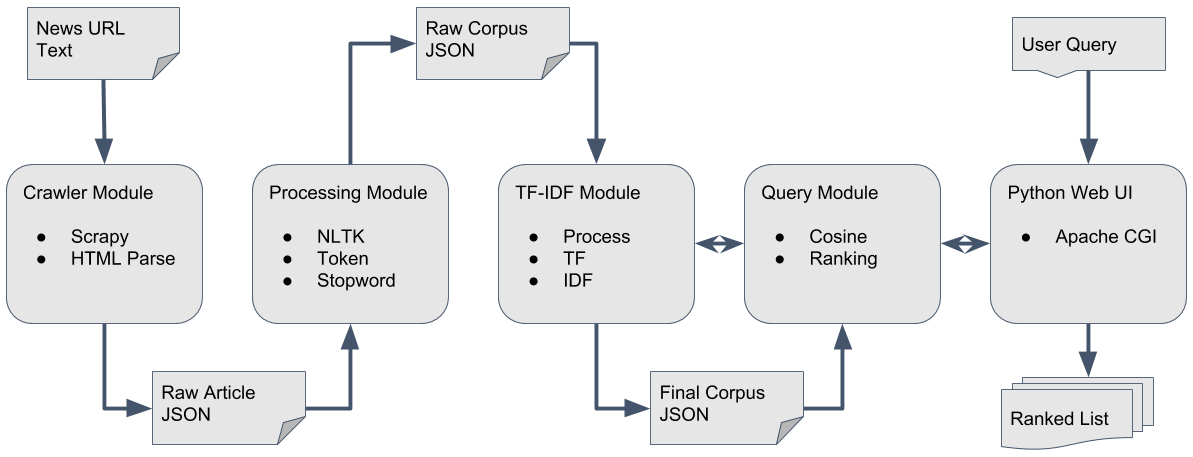 News URL
Text
Raw Corpus
JSON
User Query
Crawler Module
● Scrapy
● HTML Parse
Processing Module
● NLTK
● Token
● Stopword
TF-IDF Module
● Process
● TF
● IDF
Query Module
● Cosine
● Ranking
Python Web UI
● Apache CGI
Raw Article
JSON
Final Corpus
JSON
Ranked List